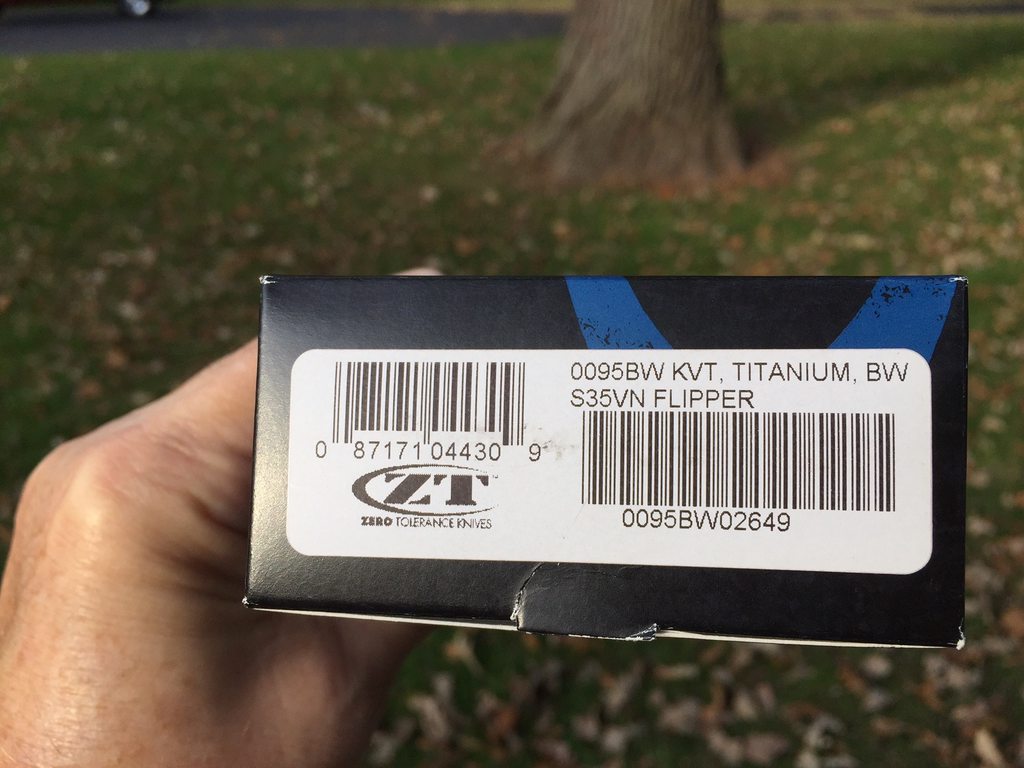 0 87171 04430 9
ZT
ZERO TOLERANCE KNIVES
0095BW KVT, TITANIUM, BW
S35VN FLIPPER
0095BW02649